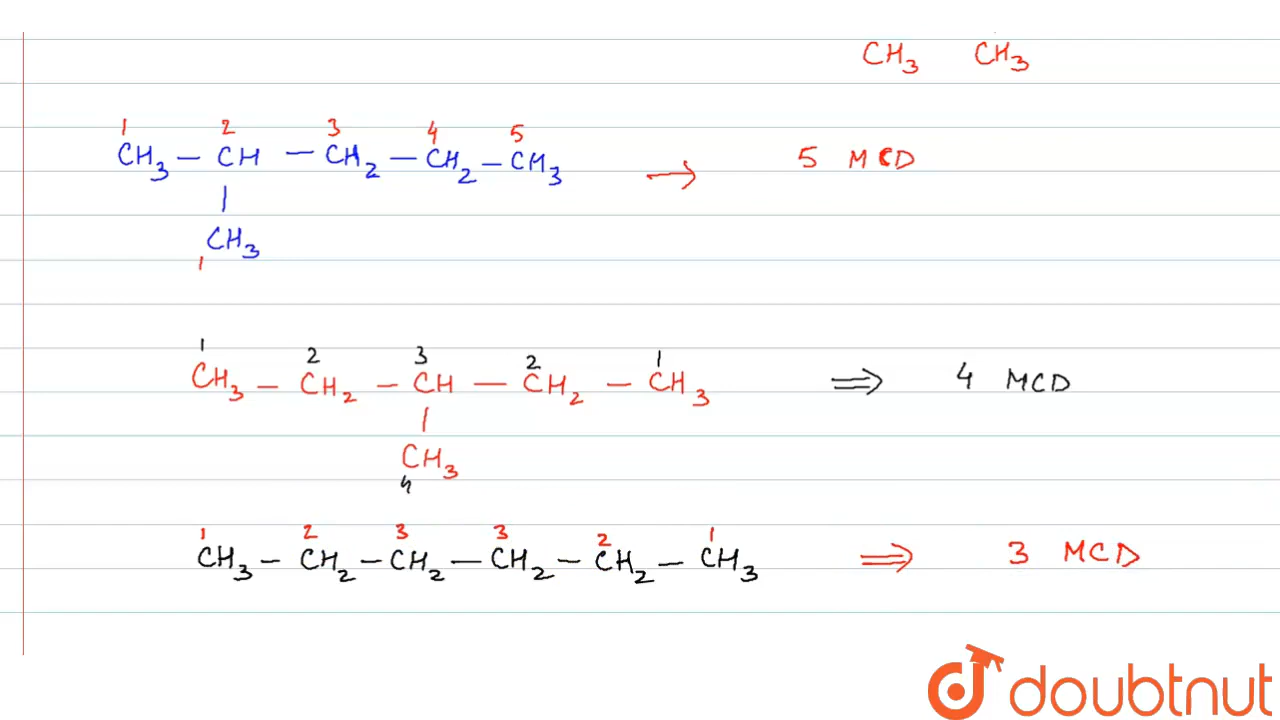 CH3 CH3
1 2 3 4 5
CH3 — CH — CH2 — CH2 — CH3 → 5 MCD
|
CH3
1
1 2 3 2 1
CH3 — CH2 — CH — CH2 — CH3 ⇒ 4 MCD
|
CH3
4
1 2 3 3 2 1
CH3 — CH2 — CH2 — CH2 — CH2 — CH3 ⇒ 3 MCD
doubtnut